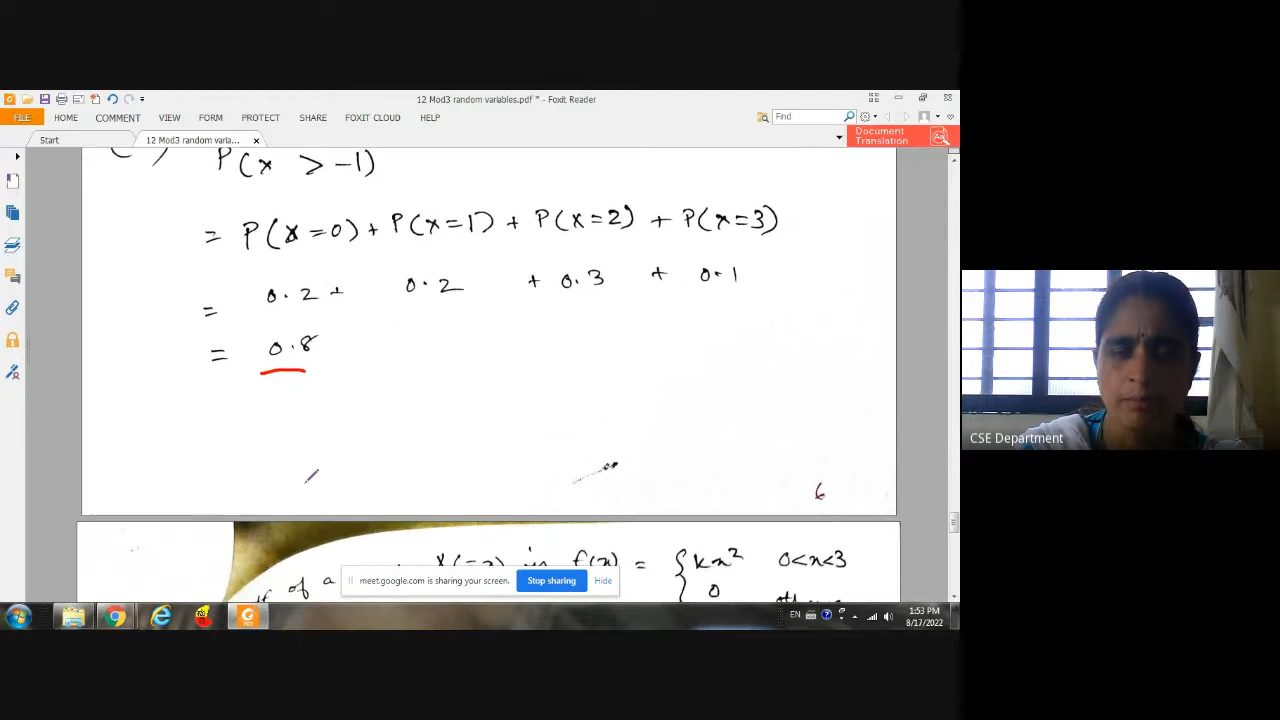 12 Mod3 random variables.pdf * - Foxit Reader
FILE HOME COMMENT VIEW FORM PROTECT SHARE FOXIT CLOUD HELP
Find
Start 12 Mod3 random varia...
Document Translation
P(x > -1)
= P(x=0) + P(x=1) + P(x=2) + P(x=3)
= 0.2 + 0.2 + 0.3 + 0.1
= 0.8
6
of a f(x) = { kx² 0<x<3
0
meet.google.com is sharing your screen. Stop sharing Hide
EN 1:53 PM
8/17/2022
CSE Department